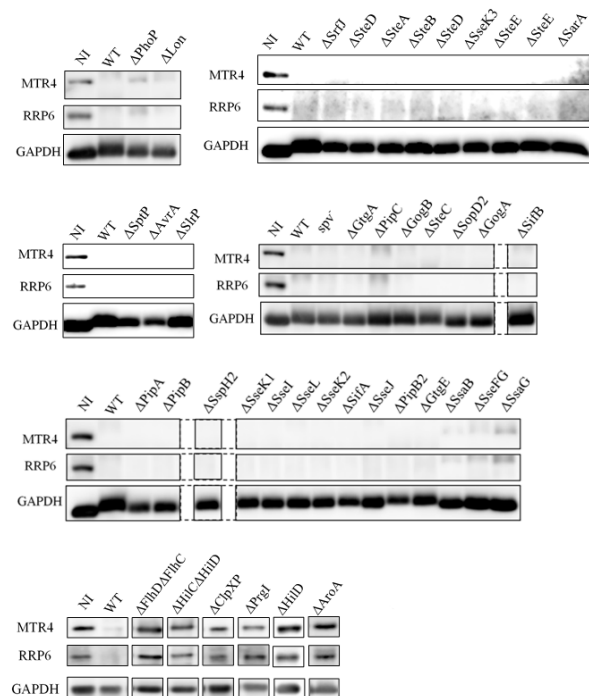 NI WT ΔPhoP ΔLon
MTR4
RRP6
GAPDH
NI WT ΔSrfJ ΔSteD ΔSteA ΔSteB ΔSteD ΔSseK3 ΔSteE ΔSteE ΔSarA
MTR4
RRP6
GAPDH
NI WT ΔSptP ΔAvrA ΔSlrP
MTR4
RRP6
GAPDH
NI WT spv- ΔGtgA ΔPipC ΔGogB ΔSteC ΔSopD2 ΔGogA ΔSifB
MTR4
RRP6
GAPDH
NI WT ΔPipA ΔPipB ΔSspH2 ΔSseK1 ΔSseI ΔSseL ΔSseK2 ΔSifA ΔSseJ ΔPipB2 ΔGtgE ΔSsaB ΔSseFG ΔSsaG
MTR4
RRP6
GAPDH
NI WT ΔFlhDΔFlhC ΔHilCΔHilD ΔClpXP ΔPrgI ΔHilD ΔAroA
MTR4
RRP6
GAPDH